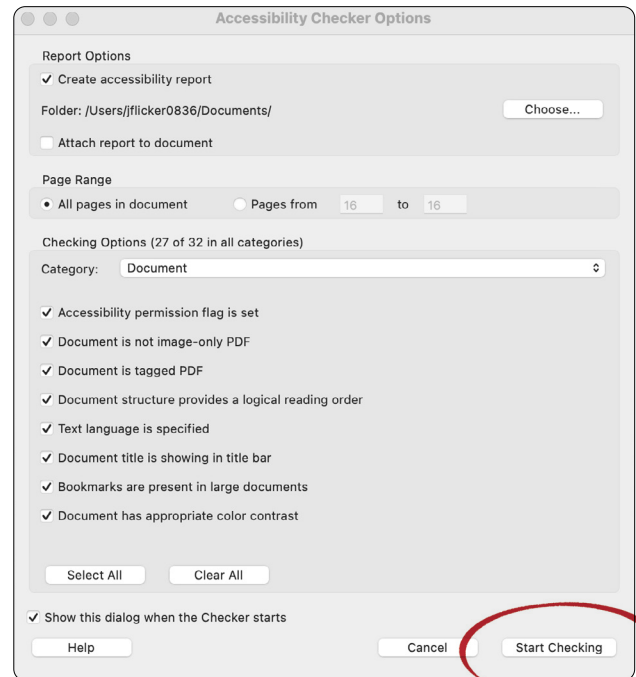 Accessibility Checker Options
Report Options
Create accessibility report
Folder: /Users/jflicker0836/Documents/ Choose...
Attach report to document
Page Range
All pages in document Pages from 16 to 16
Checking Options (27 of 32 in all categories)
Category: Document
Accessibility permission flag is set
Document is not image-only PDF
Document is tagged PDF
Document structure provides a logical reading order
Text language is specified
Document title is showing in title bar
Bookmarks are present in large documents
Document has appropriate color contrast
Select All Clear All
Show this dialog when the Checker starts
Help Cancel Start Checking